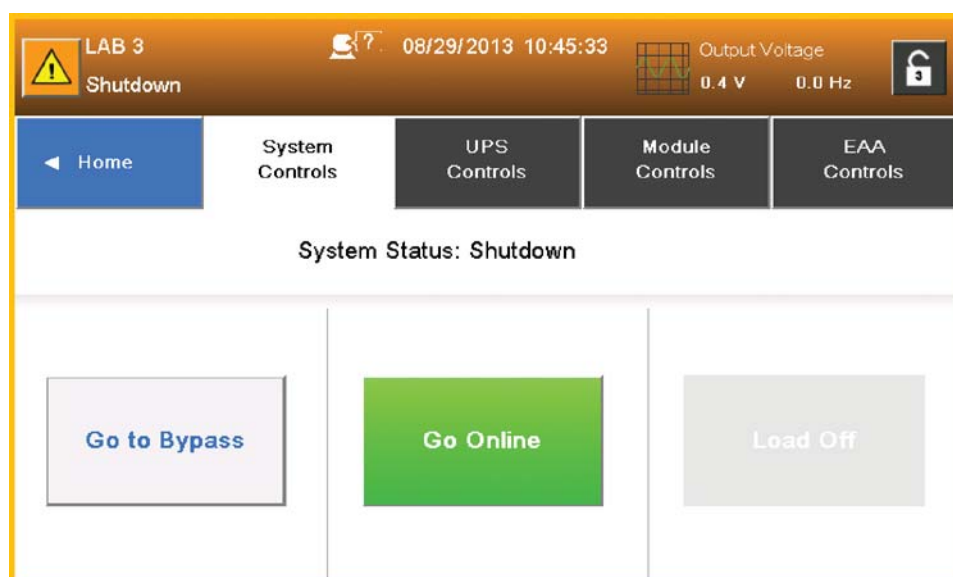 LAB 3
Shutdown
?
08/29/2013 10:45:33
Output Voltage
0.4 V 0.0 Hz
3
Home
System
Controls
UPS
Controls
Module
Controls
EAA
Controls
System Status: Shutdown
Go to Bypass
Go Online
Load Off